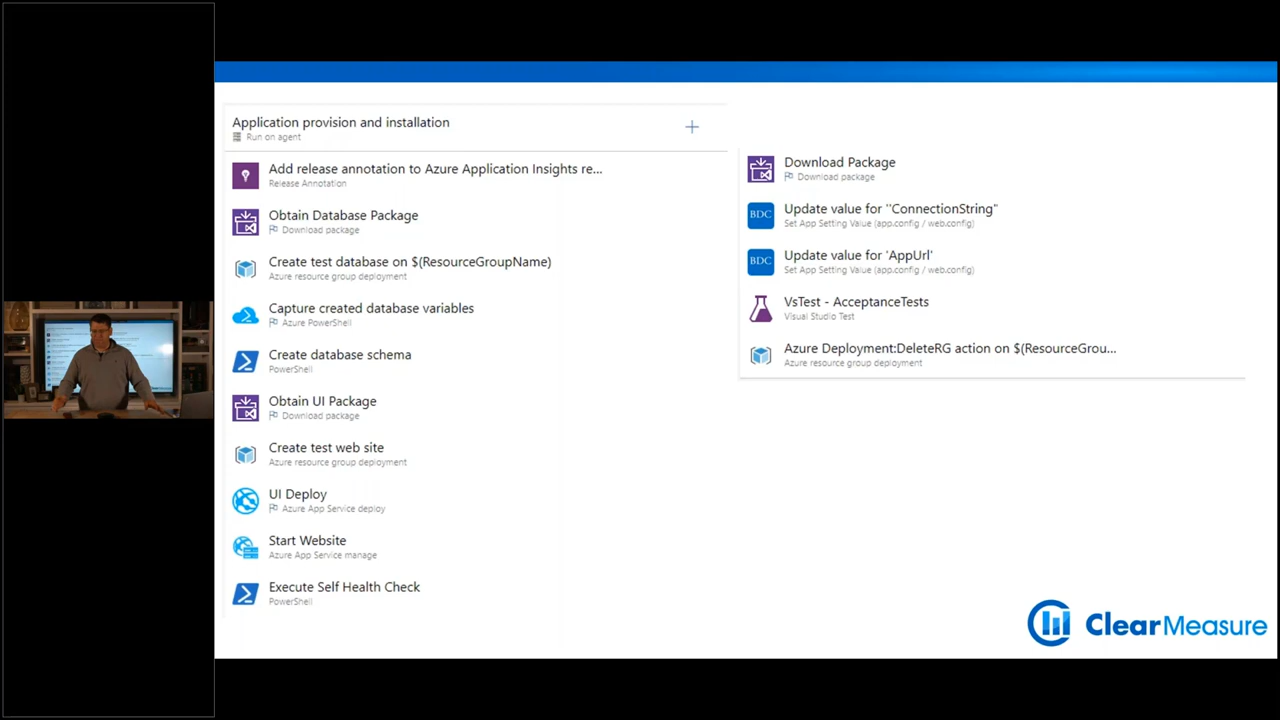 Application provision and installation
Run on agent
Add release annotation to Azure Application Insights re...
Release Annotation
Obtain Database Package
Download package
Create test database on $(ResourceGroupName)
Azure resource group deployment
Capture created database variables
Azure PowerShell
Create database schema
PowerShell
Obtain UI Package
Download package
Create test web site
Azure resource group deployment
UI Deploy
Azure App Service deploy
Start Website
Azure App Service manage
Execute Self Health Check
PowerShell
Download Package
Download package
BDC
Update value for ''ConnectionString"
Set App Setting Value (app.config / web.config)
BDC
Update value for 'AppUrl'
Set App Setting Value (app.config / web.config)
VsTest - AcceptanceTests
Visual Studio Test
Azure Deployment:DeleteRG action on $(ResourceGrou...
Azure resource group deployment
ClearMeasure